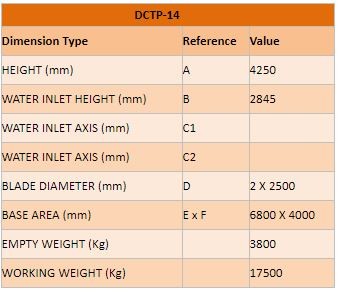 DCTP-14
Dimension Type Reference Value
HEIGHT (mm) A 4250
WATER INLET HEIGHT (mm) B 2845
WATER INLET AXIS (mm) C1
WATER INLET AXIS (mm) C2
BLADE DIAMETER (mm) D 2 X 2500
BASE AREA (mm) E x F 6800 X 4000
EMPTY WEIGHT (Kg) 3800
WORKING WEIGHT (Kg) 17500